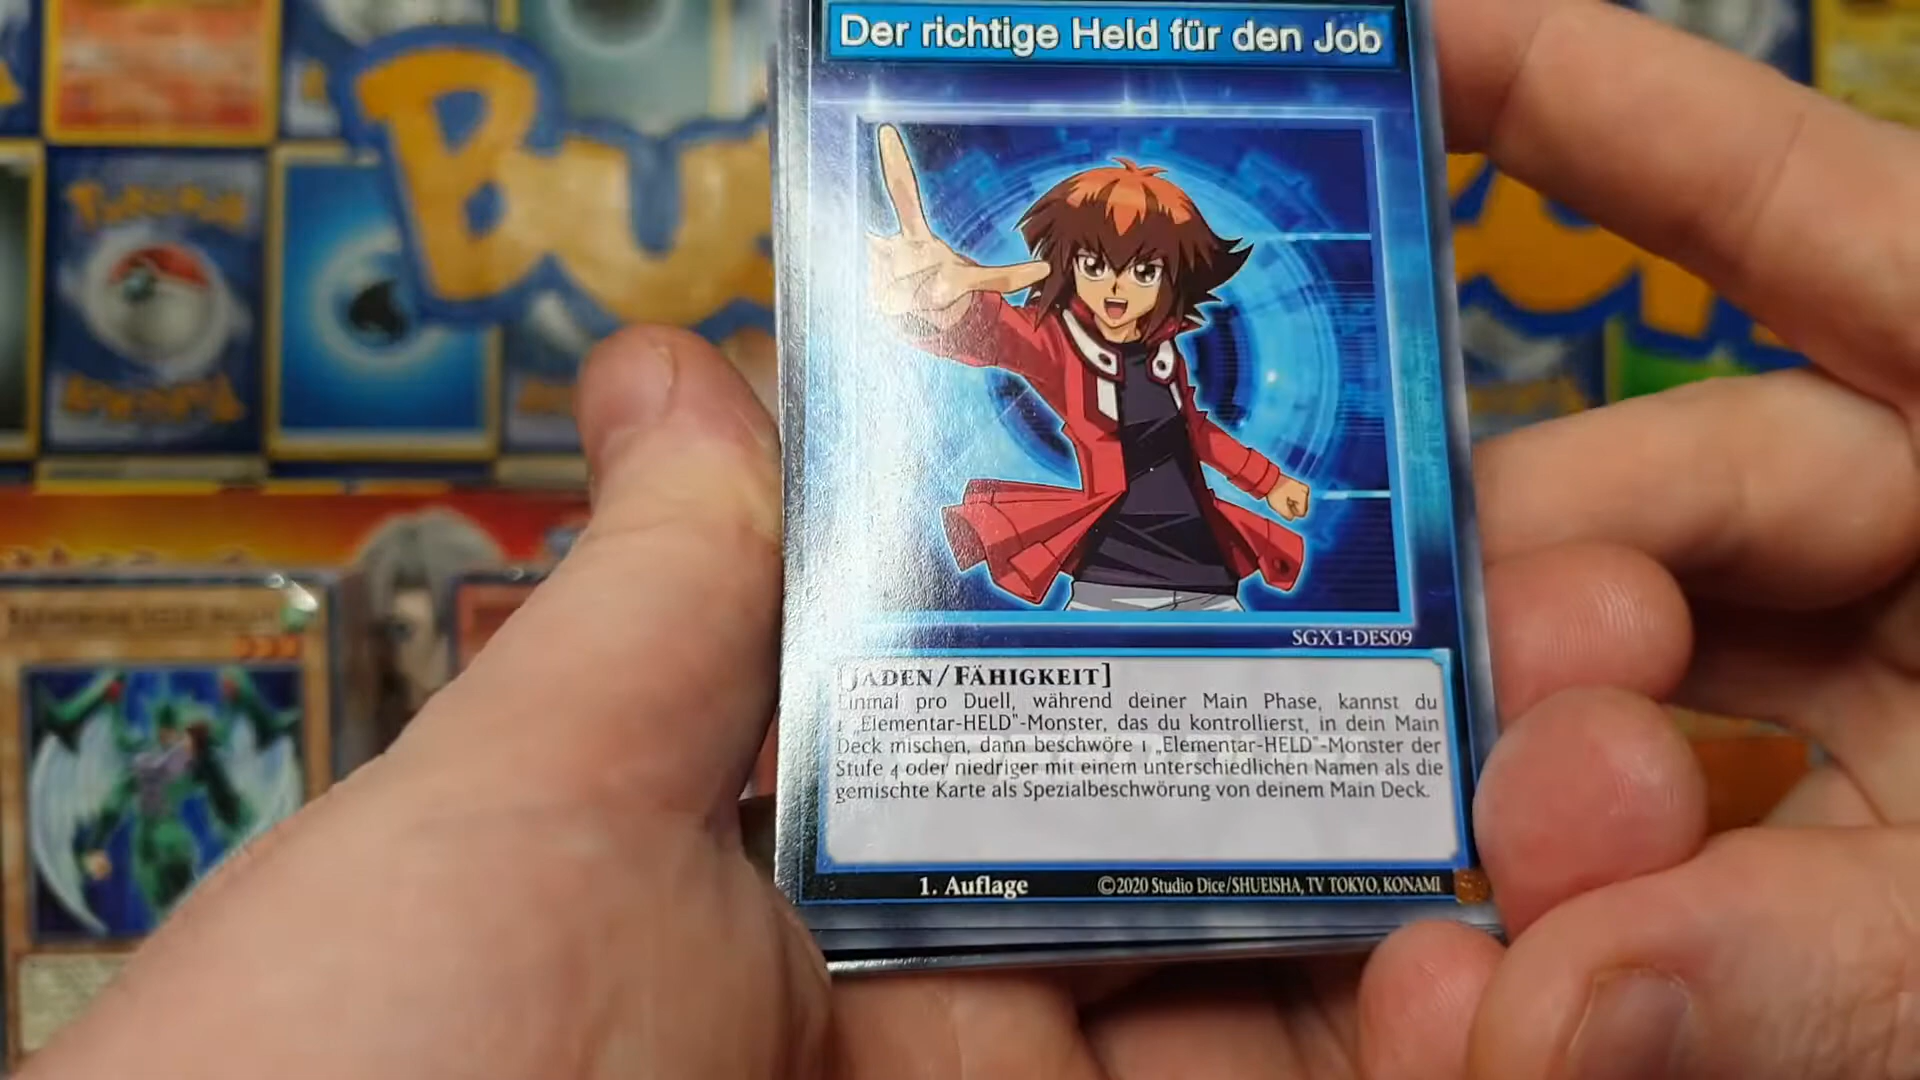 Der richtige Held für den Job
SGX1-DES09
[JADEN/FÄHIGKEIT]
Einmal pro Duell, während deiner Main Phase, kannst du
1 „Elementar-HELD"-Monster, das du kontrollierst, in dein Main
Deck mischen, dann beschwöre 1 „Elementar-HELD"-Monster der
Stufe 4 oder niedriger mit einem unterschiedlichen Namen als die
gemischte Karte als Spezialbeschwörung von deinem Main Deck.
1. Auflage
©2020 Studio Dice/SHUEISHA, TV TOKYO, KONAMI